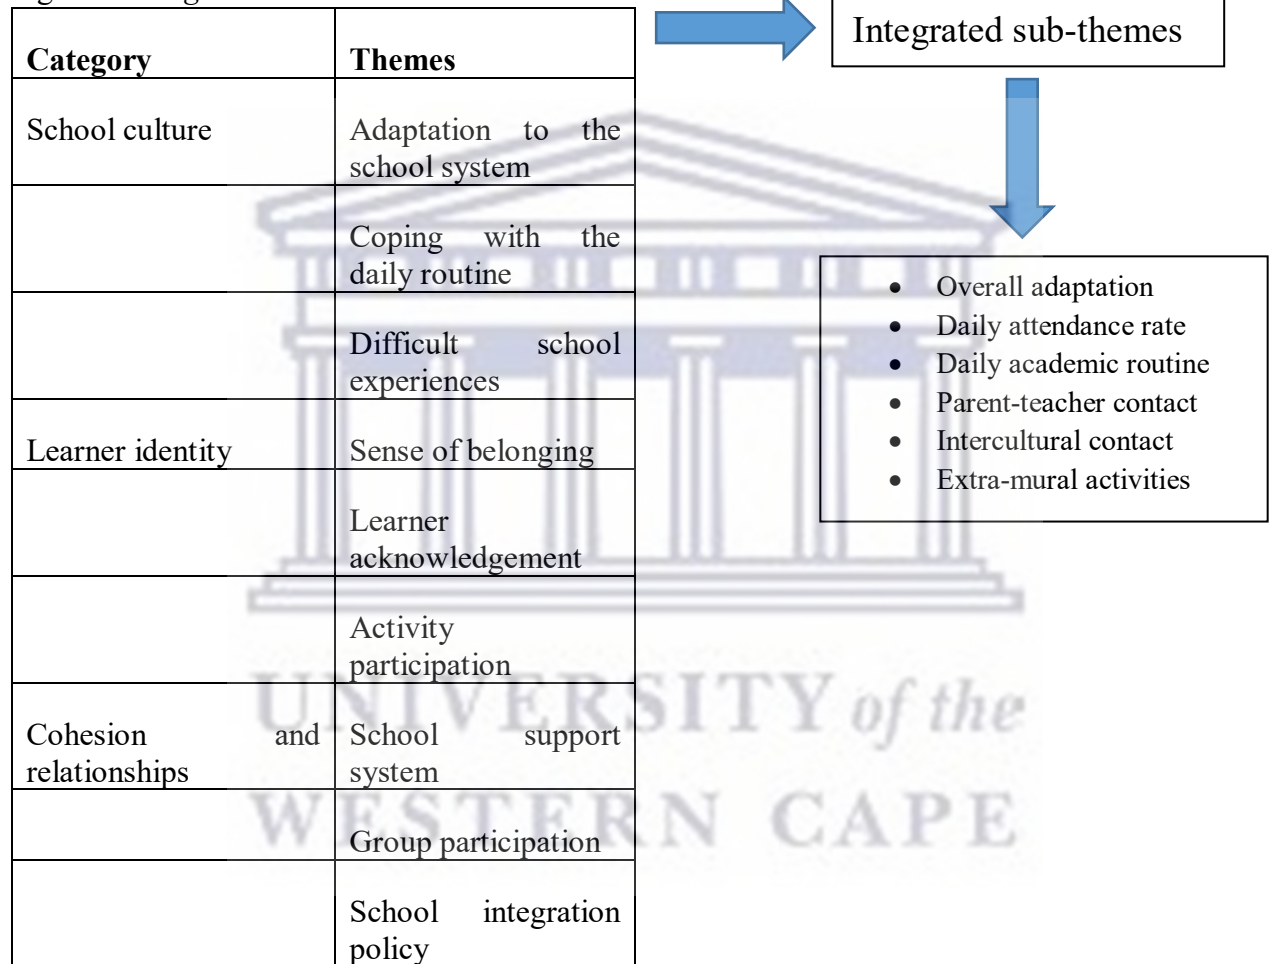 Category Themes
School culture Adaptation to the
school system
Coping with the
daily routine
Difficult school
experiences
Learner identity Sense of belonging
Learner
acknowledgement
Activity
participation
Cohesion and School support
relationships system
Group participation
School integration
policy
Integrated sub-themes
• Overall adaptation
• Daily attendance rate
• Daily academic routine
• Parent-teacher contact
• Intercultural contact
• Extra-mural activities
UNIVERSITY of the
WESTERN CAPE